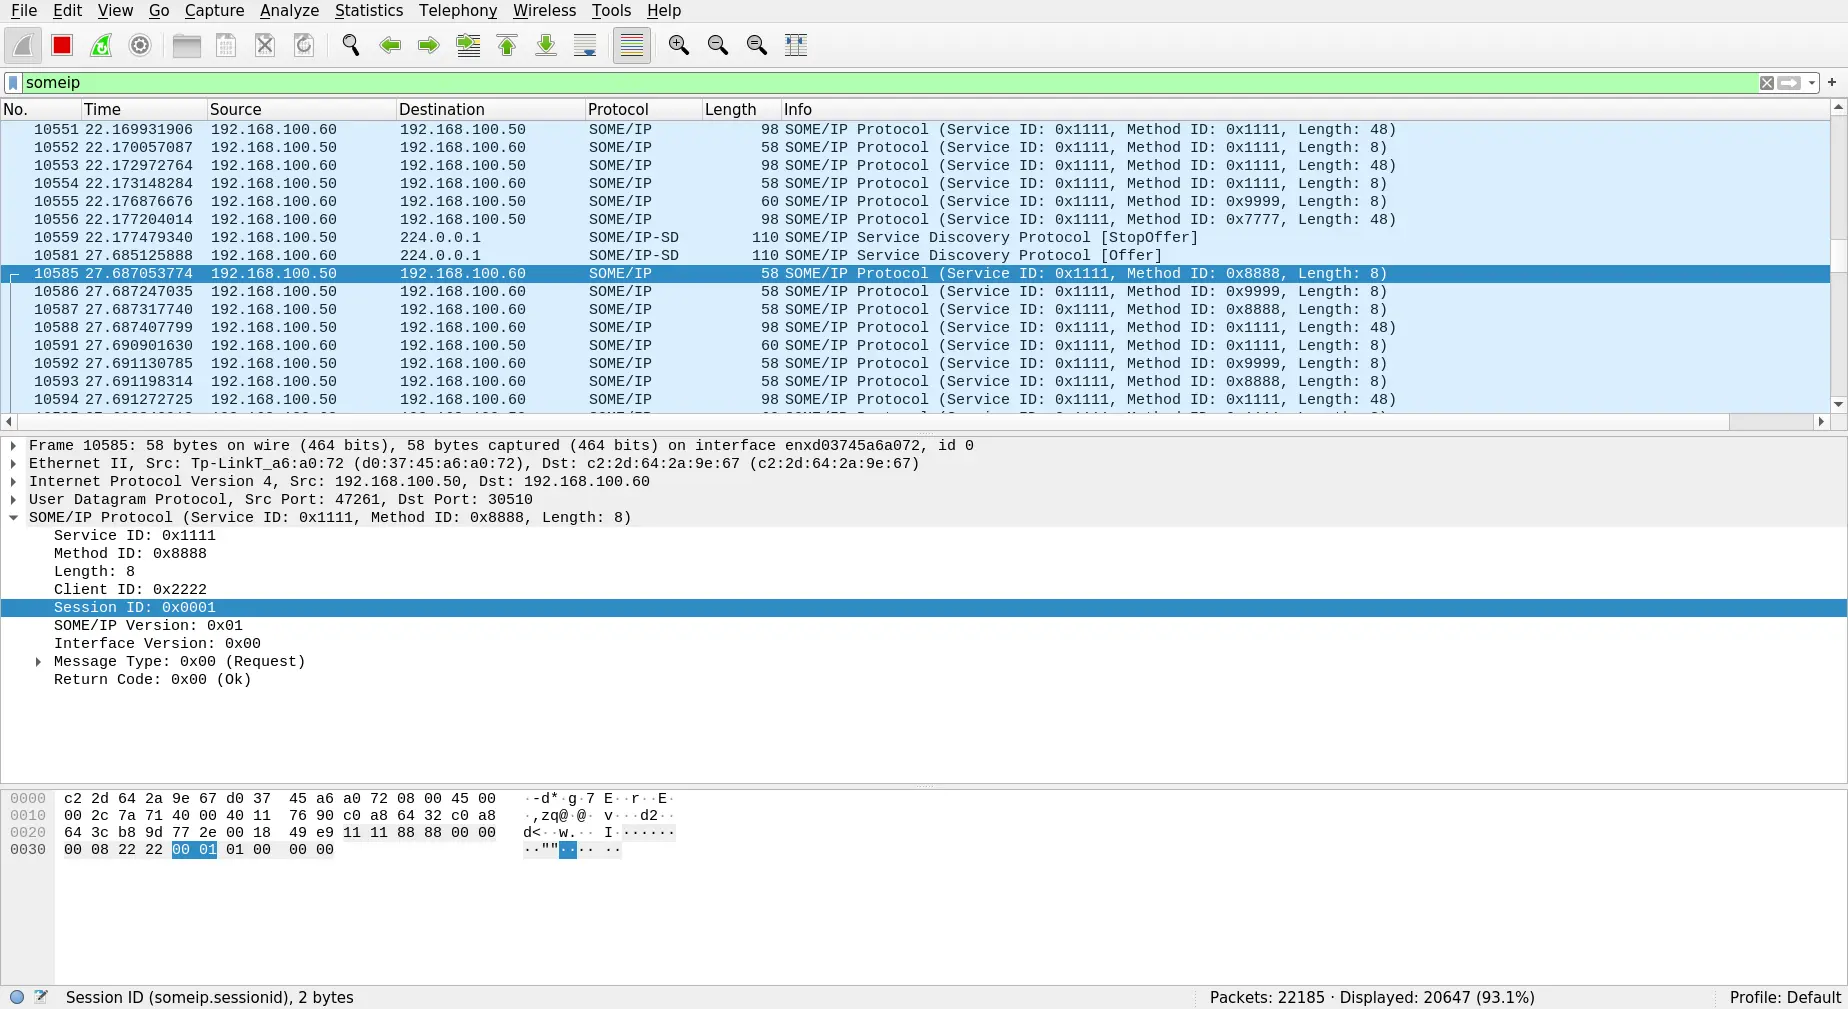 File Edit View Go Capture Analyze Statistics Telephony Wireless Tools Help
someip
No. Time Source Destination Protocol Length Info
10551 22.169931906 192.168.100.60 192.168.100.50 SOME/IP 98 SOME/IP Protocol (Service ID: 0x1111, Method ID: 0x1111, Length: 48)
10552 22.170057087 192.168.100.50 192.168.100.60 SOME/IP 58 SOME/IP Protocol (Service ID: 0x1111, Method ID: 0x1111, Length: 8)
10553 22.172972764 192.168.100.60 192.168.100.50 SOME/IP 98 SOME/IP Protocol (Service ID: 0x1111, Method ID: 0x1111, Length: 48)
10554 22.173148284 192.168.100.50 192.168.100.60 SOME/IP 58 SOME/IP Protocol (Service ID: 0x1111, Method ID: 0x1111, Length: 8)
10555 22.176876676 192.168.100.60 192.168.100.50 SOME/IP 60 SOME/IP Protocol (Service ID: 0x1111, Method ID: 0x9999, Length: 8)
10556 22.177204014 192.168.100.60 192.168.100.50 SOME/IP 98 SOME/IP Protocol (Service ID: 0x1111, Method ID: 0x7777, Length: 48)
10559 22.177479340 192.168.100.50 224.0.0.1 SOME/IP-SD 110 SOME/IP Service Discovery Protocol [StopOffer]
10581 27.685125888 192.168.100.50 224.0.0.1 SOME/IP-SD 110 SOME/IP Service Discovery Protocol [Offer]
10585 27.687053774 192.168.100.50 192.168.100.60 SOME/IP 58 SOME/IP Protocol (Service ID: 0x1111, Method ID: 0x8888, Length: 8)
10586 27.687247035 192.168.100.50 192.168.100.60 SOME/IP 58 SOME/IP Protocol (Service ID: 0x1111, Method ID: 0x9999, Length: 8)
10587 27.687317740 192.168.100.50 192.168.100.60 SOME/IP 58 SOME/IP Protocol (Service ID: 0x1111, Method ID: 0x8888, Length: 8)
10588 27.687407799 192.168.100.50 192.168.100.60 SOME/IP 98 SOME/IP Protocol (Service ID: 0x1111, Method ID: 0x1111, Length: 48)
10591 27.690901630 192.168.100.60 192.168.100.50 SOME/IP 60 SOME/IP Protocol (Service ID: 0x1111, Method ID: 0x1111, Length: 8)
10592 27.691130785 192.168.100.50 192.168.100.60 SOME/IP 58 SOME/IP Protocol (Service ID: 0x1111, Method ID: 0x9999, Length: 8)
10593 27.691198314 192.168.100.50 192.168.100.60 SOME/IP 58 SOME/IP Protocol (Service ID: 0x1111, Method ID: 0x8888, Length: 8)
10594 27.691272725 192.168.100.50 192.168.100.60 SOME/IP 98 SOME/IP Protocol (Service ID: 0x1111, Method ID: 0x1111, Length: 48)
Frame 10585: 58 bytes on wire (464 bits), 58 bytes captured (464 bits) on interface enxd03745a6a072, id 0
Ethernet II, Src: Tp-LinkT_a6:a0:72 (d0:37:45:a6:a0:72), Dst: c2:2d:64:2a:9e:67 (c2:2d:64:2a:9e:67)
Internet Protocol Version 4, Src: 192.168.100.50, Dst: 192.168.100.60
User Datagram Protocol, Src Port: 47261, Dst Port: 30510
SOME/IP Protocol (Service ID: 0x1111, Method ID: 0x8888, Length: 8)
Service ID: 0x1111
Method ID: 0x8888
Length: 8
Client ID: 0x2222
Session ID: 0x0001
SOME/IP Version: 0x01
Interface Version: 0x00
Message Type: 0x00 (Request)
Return Code: 0x00 (Ok)
0000 c2 2d 64 2a 9e 67 d0 37 45 a6 a0 72 08 00 45 00 ·-d*·g·7 E··r··E·
0010 00 2c 7a 71 40 00 40 11 76 90 c0 a8 64 32 c0 a8 ·,zq@·@· v···d2··
0020 64 3c b8 9d 77 2e 00 18 49 e9 11 11 88 88 00 00 d<··w.·· I·······
0030 00 08 22 22 00 01 01 00 00 00 ··""···· ··
Session ID (someip.sessionid), 2 bytes
Packets: 22185 · Displayed: 20647 (93.1%)
Profile: Default